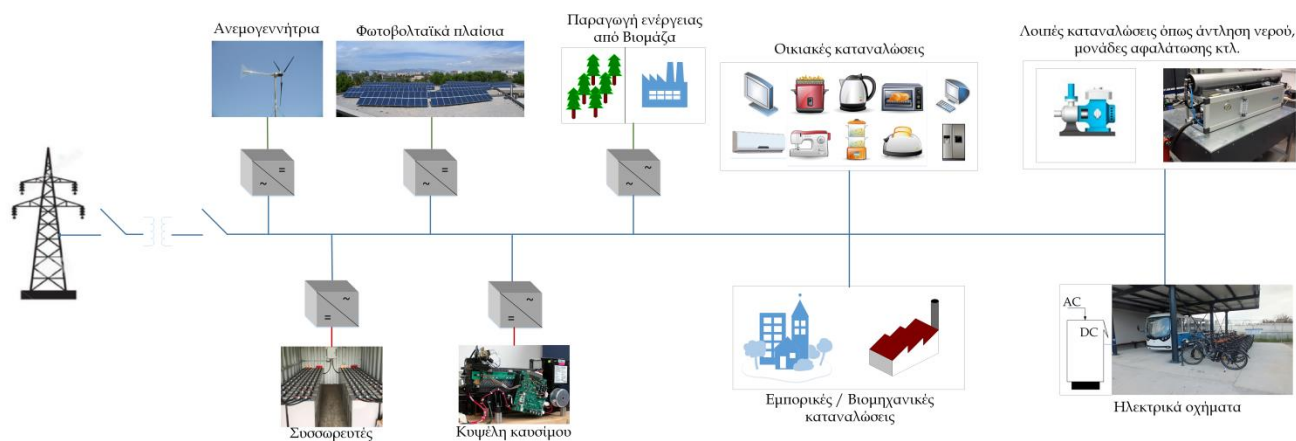 Ανεμογεννήτρια
Φωτοβολταϊκά πλαίσια
Παραγωγή ενέργειας
από Βιομάζα
Οικιακές καταναλώσεις
Λοιπές καταναλώσεις όπως άντληση νερού,
μονάδες αφαλάτωσης κτλ.
=
~
=
~
~
~
~
=
~
=
AC
DC
Συσσωρευτές
Κυψέλη καυσίμου
Εμπορικές / Βιομηχανικές
καταναλώσεις
Ηλεκτρικά οχήματα